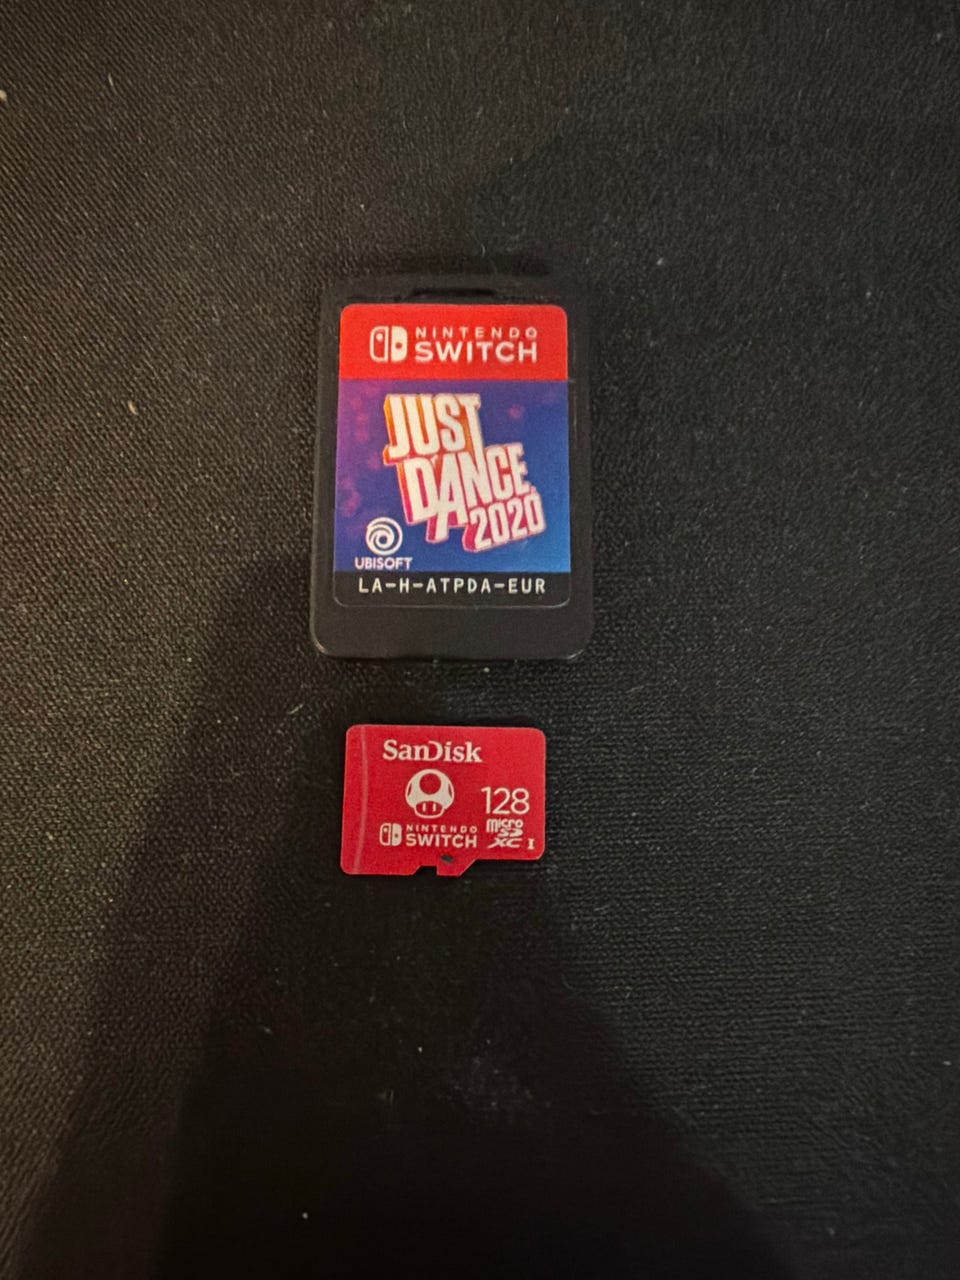 NINTENDO
SWITCH
JUST
DANCE
2020
UBISOFT
LA-H-ATPDA-EUR
SanDisk
128
NINTENDO
SWITCH
micro
SD
XC I